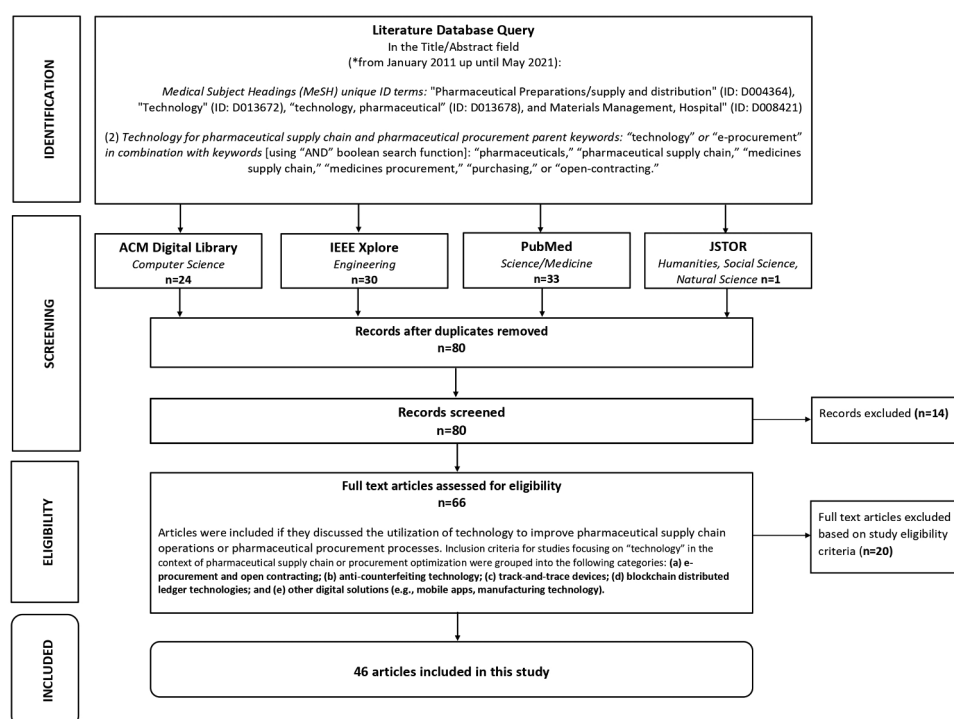 IDENTIFICATION
Literature Database Query
In the Title/Abstract field
(*from January 2011 up until May 2021):
Medical Subject Headings (MeSH) unique ID terms: "Pharmaceutical Preparations/supply and distribution" (ID: D004364),
"Technology" (ID: D013672), “technology, pharmaceutical” (ID: D013678), and Materials Management, Hospital" (ID: D008421)
(2) Technology for pharmaceutical supply chain and pharmaceutical procurement parent keywords: “technology” or “e-procurement”
in combination with keywords [using “AND” boolean search function]: “pharmaceuticals,” “pharmaceutical supply chain,” “medicines
supply chain,” “medicines procurement,” “purchasing,” or “open-contracting.”
SCREENING
ACM Digital Library
Computer Science
n=24
IEEE Xplore
Engineering
n=30
PubMed
Science/Medicine
n=33
JSTOR
Humanities, Social Science,
Natural Science n=1
Records after duplicates removed
n=80
Records screened
n=80
Records excluded (n=14)
ELIGIBILITY
Full text articles assessed for eligibility
n=66
Articles were included if they discussed the utilization of technology to improve pharmaceutical supply chain
operations or pharmaceutical procurement processes. Inclusion criteria for studies focusing on “technology” in the
context of pharmaceutical supply chain or procurement optimization were grouped into the following categories: (a) e-
procurement and open contracting; (b) anti-counterfeiting technology; (c) track-and-trace devices; (d) blockchain distributed
ledger technologies; and (e) other digital solutions (e.g., mobile apps, manufacturing technology).
Full text articles excluded
based on study eligibility
criteria (n=20)
INCLUDED
46 articles included in this study